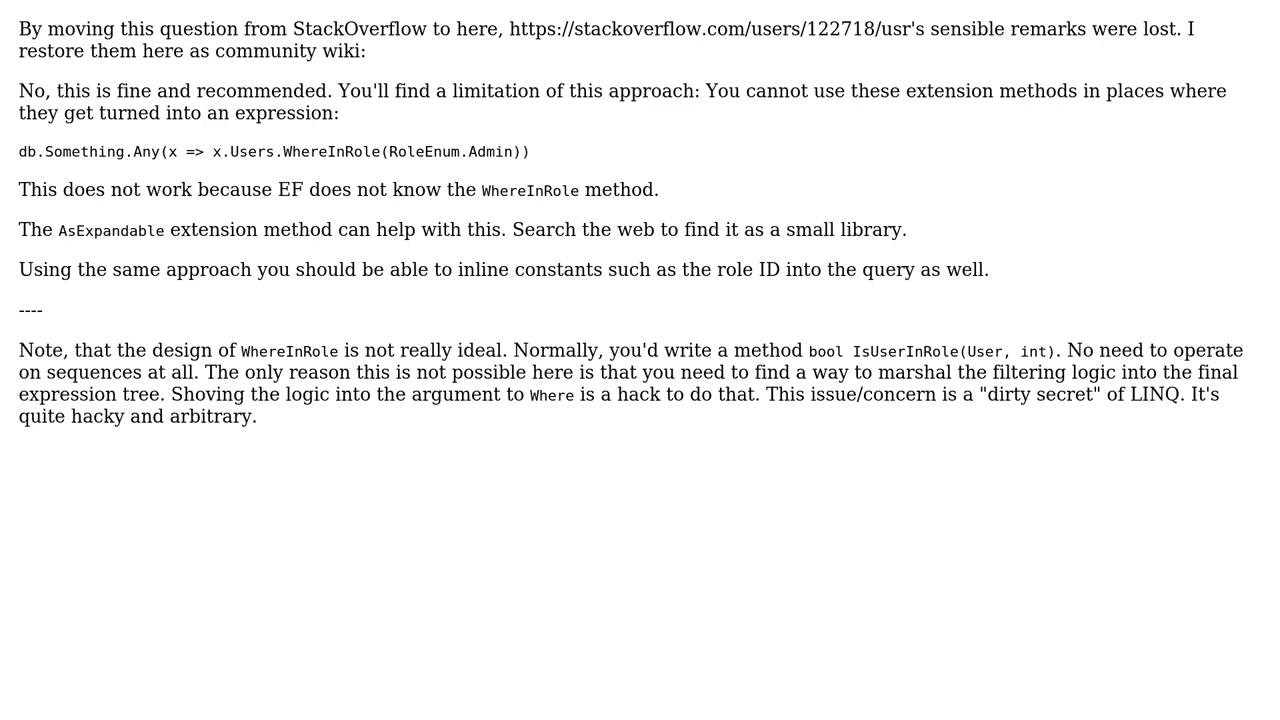 By moving this question from StackOverflow to here, https://stackoverflow.com/users/122718/usr's sensible remarks were lost. I
restore them here as community wiki:
No, this is fine and recommended. You'll find a limitation of this approach: You cannot use these extension methods in places where
they get turned into an expression:
db.Something.Any(x => x.Users.WhereInRole(RoleEnum.Admin))
This does not work because EF does not know the WhereInRole method.
The AsExpandable extension method can help with this. Search the web to find it as a small library.
Using the same approach you should be able to inline constants such as the role ID into the query as well.
----
Note, that the design of WhereInRole is not really ideal. Normally, you'd write a method bool IsUserInRole(User, int). No need to operate
on sequences at all. The only reason this is not possible here is that you need to find a way to marshal the filtering logic into the final
expression tree. Shoving the logic into the argument to Where is a hack to do that. This issue/concern is a "dirty secret" of LINQ. It's
quite hacky and arbitrary.